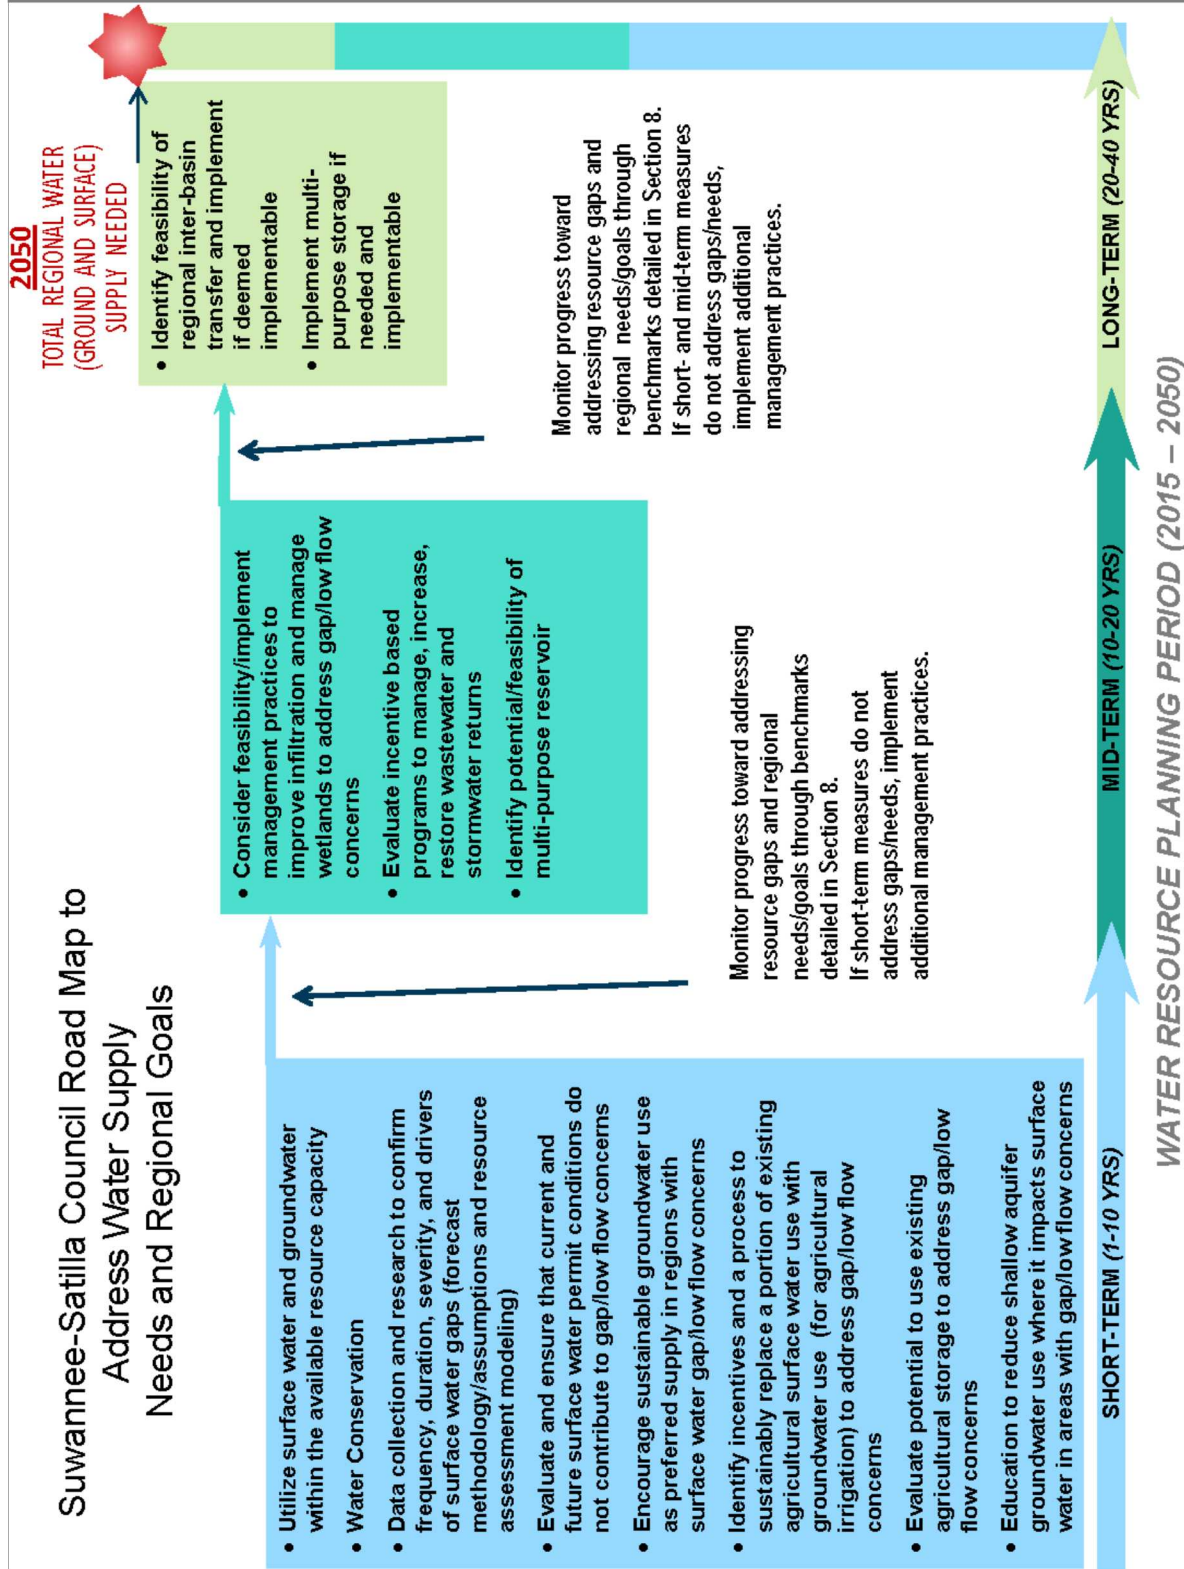 Suwannee-Satilla Council Road Map to
Address Water Supply
Needs and Regional Goals
2050
TOTAL REGIONAL WATER
(GROUND AND SURFACE)
SUPPLY NEEDED
• Utilize surface water and groundwater
within the available resource capacity
• Water Conservation
• Data collection and research to confirm
frequency, duration, severity, and drivers
of surface water gaps (forecast
methodology/assumptions and resource
assessment modeling)
• Evaluate and ensure that current and
future surface water permit conditions do
not contribute to gap/low flow concerns
• Encourage sustainable groundwater use
as preferred supply in regions with
surface water gap/low flow concerns
• Identify incentives and a process to
sustainably replace a portion of existing
agricultural surface water use with
groundwater use (for agricultural
irrigation) to address gap/low flow
concerns
• Evaluate potential to use existing
agricultural storage to address gap/low
flow concerns
• Education to reduce shallow aquifer
groundwater use where it impacts surface
water in areas with gap/low flow concerns
• Consider feasibility/implement
management practices to
improve infiltration and manage
wetlands to address gap/low flow
concerns
• Evaluate incentive based
programs to manage, increase,
restore wastewater and
stormwater returns
• Identify potential/feasibility of
multi-purpose reservoir
• Identify feasibility of
regional inter-basin
transfer and implement
if deemed
implementable
• Implement multi-
purpose storage if
needed and
implementable
Monitor progress toward addressing
resource gaps and regional
needs/goals through benchmarks
detailed in Section 8.
If short-term measures do not
address gaps/needs, implement
additional management practices.
Monitor progress toward
addressing resource gaps and
regional needs/goals through
benchmarks detailed in Section 8.
If short- and mid-term measures
do not address gaps/needs,
implement additional
management practices.
SHORT-TERM (1-10 YRS)
MID-TERM (10-20 YRS)
LONG-TERM (20-40 YRS)
WATER RESOURCE PLANNING PERIOD (2015 – 2050)